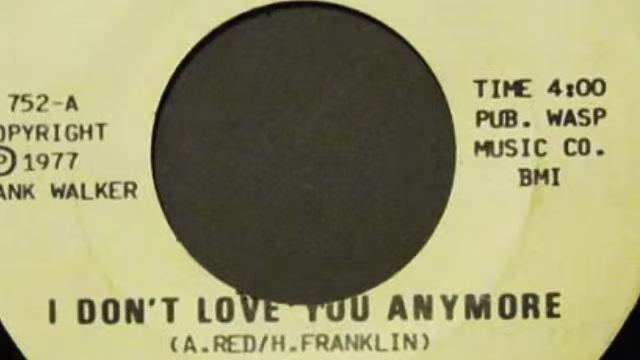 752-A
OPYRIGHT
Ⓟ 1977
ANK WALKER
TIME 4:00
PUB. WASP
MUSIC CO.
BMI
I DON'T LOVE YOU ANYMORE
(A.RED/H.FRANKLIN)